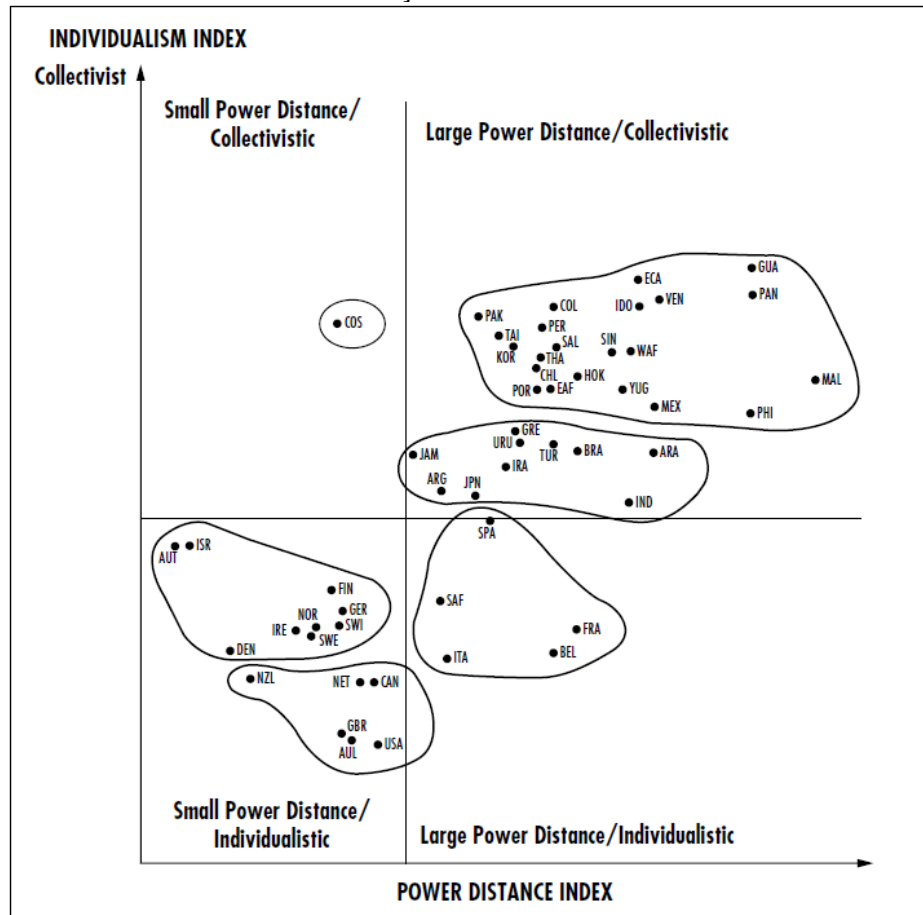 INDIVIDUALISM INDEX
Collectivist
Small Power Distance/
Collectivistic
Large Power Distance/Collectivistic
GUA
ECA
PAN
VEN
IDO
COL
PAK
COS
PER
TAI
SAL
SIN
WAF
KOR
THA
CHL
HOK
MAL
POR
EAF
YUG
MEX
PHI
GRE
URU
JAM
TUR
BRA
ARA
IRA
ARG
JPN
IND
SPA
AUT
ISR
FIN
SAF
GER
NOR
SWI
IRE
SWE
FRA
DEN
BEL
ITA
NZL
NET
CAN
GBR
AUL
USA
Small Power Distance/
Individualistic
Large Power Distance/Individualistic
POWER DISTANCE INDEX